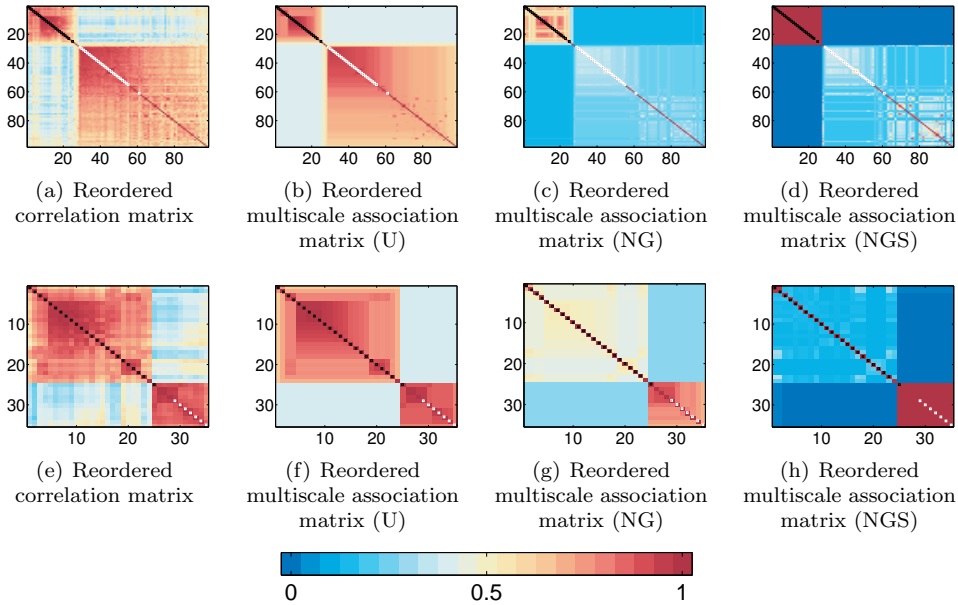 20
40
60
80
20 40 60 80
(a) Reordered
correlation matrix
20
40
60
80
20 40 60 80
(b) Reordered
multiscale association
matrix (U)
20
40
60
80
20 40 60 80
(c) Reordered
multiscale association
matrix (NG)
20
40
60
80
20 40 60 80
(d) Reordered
multiscale association
matrix (NGS)
10
20
30
10 20 30
(e) Reordered
correlation matrix
10
20
30
10 20 30
(f) Reordered
multiscale association
matrix (U)
10
20
30
10 20 30
(g) Reordered
multiscale association
matrix (NG)
10
20
30
10 20 30
(h) Reordered
multiscale association
matrix (NGS)
0 0.5 1